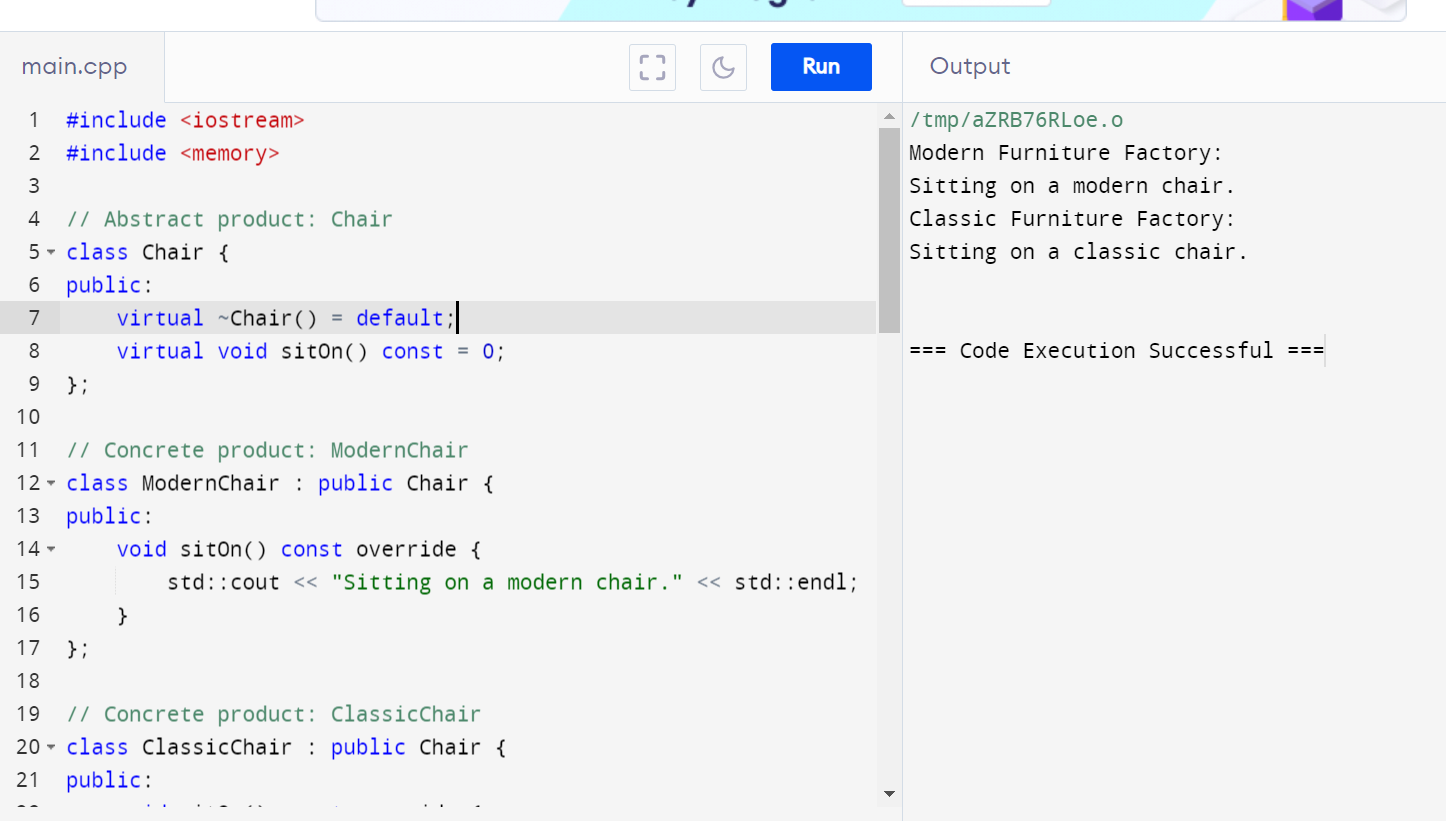 main.cpp
Run
Output
1 #include <iostream>
2 #include <memory>
3
4 // Abstract product: Chair
5 class Chair {
6 public:
7     virtual ~Chair() = default;
8     virtual void sitOn() const = 0;
9 };
10
11 // Concrete product: ModernChair
12 class ModernChair : public Chair {
13 public:
14     void sitOn() const override {
15         std::cout << "Sitting on a modern chair." << std::endl;
16     }
17 };
18
19 // Concrete product: ClassicChair
20 class ClassicChair : public Chair {
21 public:
/tmp/aZRB76RLoe.o
Modern Furniture Factory:
Sitting on a modern chair.
Classic Furniture Factory:
Sitting on a classic chair.
=== Code Execution Successful ===